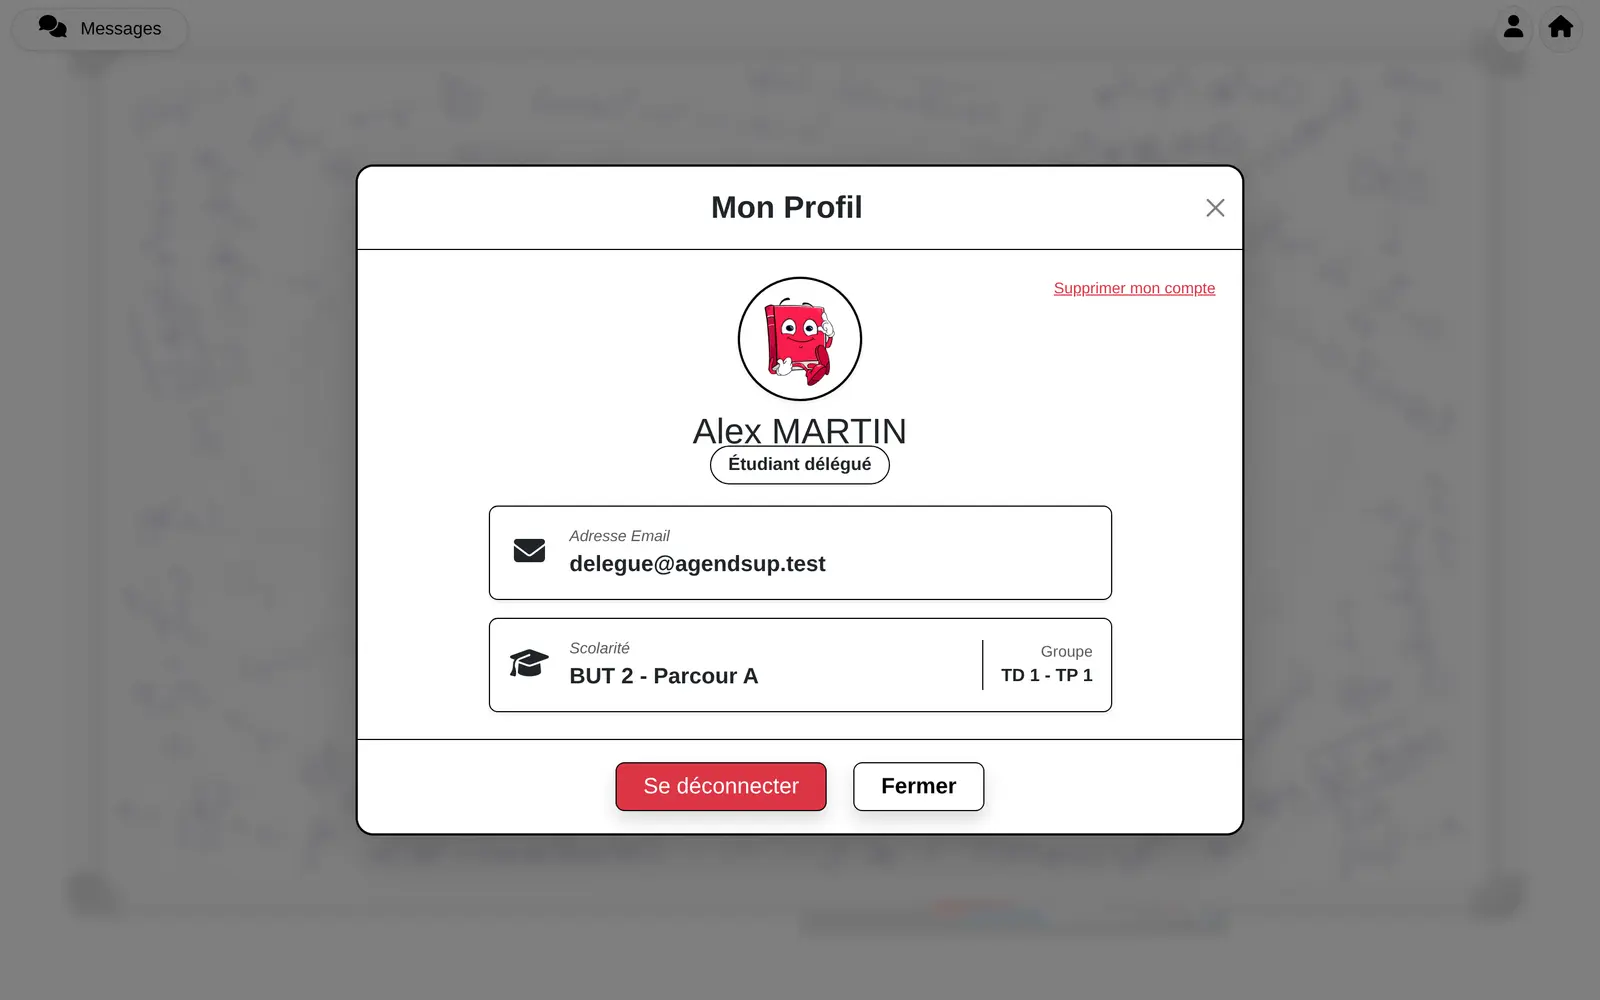 Messages
Mon Profil
Supprimer mon compte
Alex MARTIN
Étudiant délégué
Adresse Email
delegue@agendsup.test
Scolarité
BUT 2 - Parcour A
Groupe
TD 1 - TP 1
Se déconnecter
Fermer